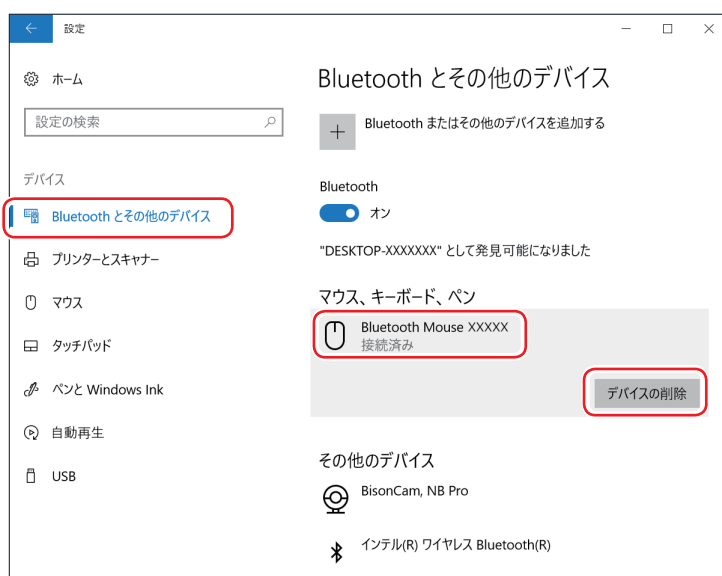 設定
ホーム
設定の検索
デバイス
Bluetooth とその他のデバイス
プリンターとスキャナー
マウス
タッチパッド
ペンと Windows Ink
自動再生
USB
Bluetooth とその他のデバイス
Bluetooth またはその他のデバイスを追加する
Bluetooth
オン
"DESKTOP-XXXXXXX" として発見可能になりました
マウス、キーボード、ペン
Bluetooth Mouse XXXXX
接続済み
デバイスの削除
その他のデバイス
BisonCam, NB Pro
インテル(R) ワイヤレス Bluetooth(R)